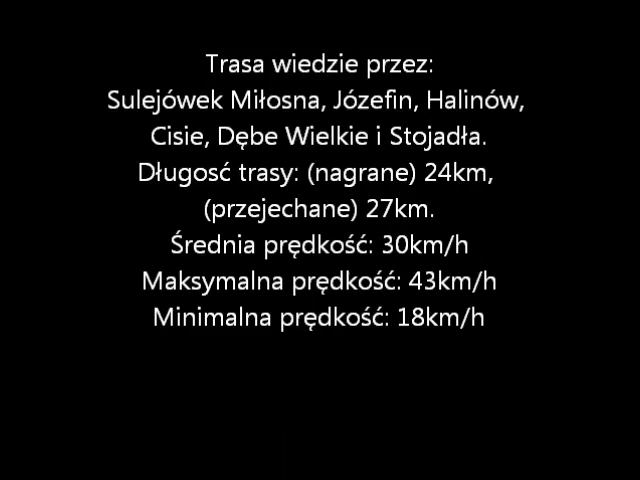 Trasa wiedzie przez:
Sulejówek Miłosna, Józefin, Halinów,
Cisie, Dębe Wielkie i Stojadła.
Długosć trasy: (nagrane) 24km,
(przejechane) 27km.
Średnia prędkość: 30km/h
Maksymalna prędkość: 43km/h
Minimalna prędkość: 18km/h